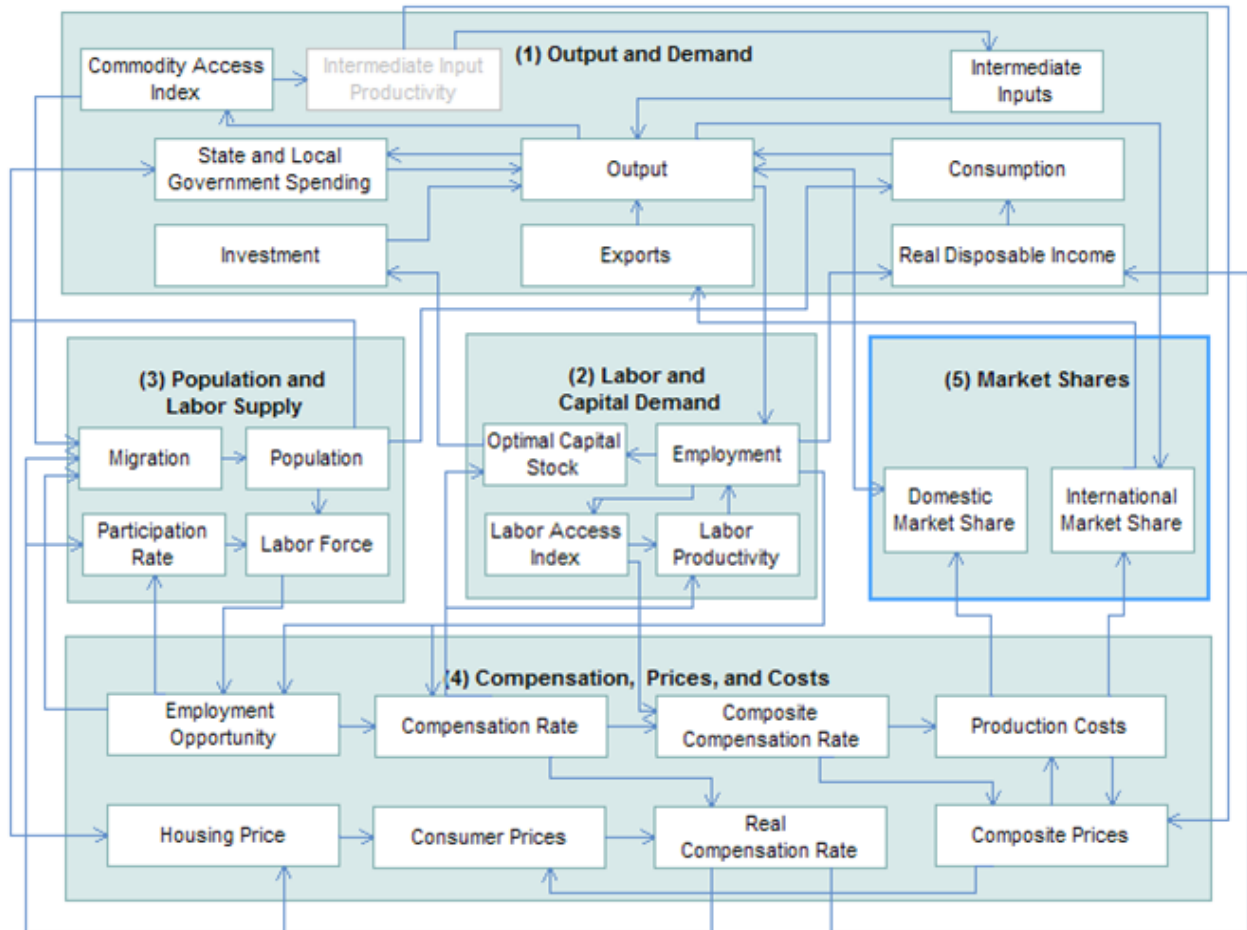 (1) Output and Demand
Commodity Access
Index
Intermediate Input
Productivity
Intermediate
Inputs
State and Local
Government Spending
Output
Consumption
Investment
Exports
Real Disposable Income
(3) Population and
Labor Supply
Migration
Population
Participation
Rate
Labor Force
(2) Labor and
Capital Demand
Optimal Capital
Stock
Employment
Labor Access
Index
Labor
Productivity
(5) Market Shares
Domestic
Market Share
International
Market Share
(4) Compensation, Prices, and Costs
Employment
Opportunity
Compensation Rate
Composite
Compensation Rate
Production Costs
Housing Price
Consumer Prices
Real
Compensation Rate
Composite Prices